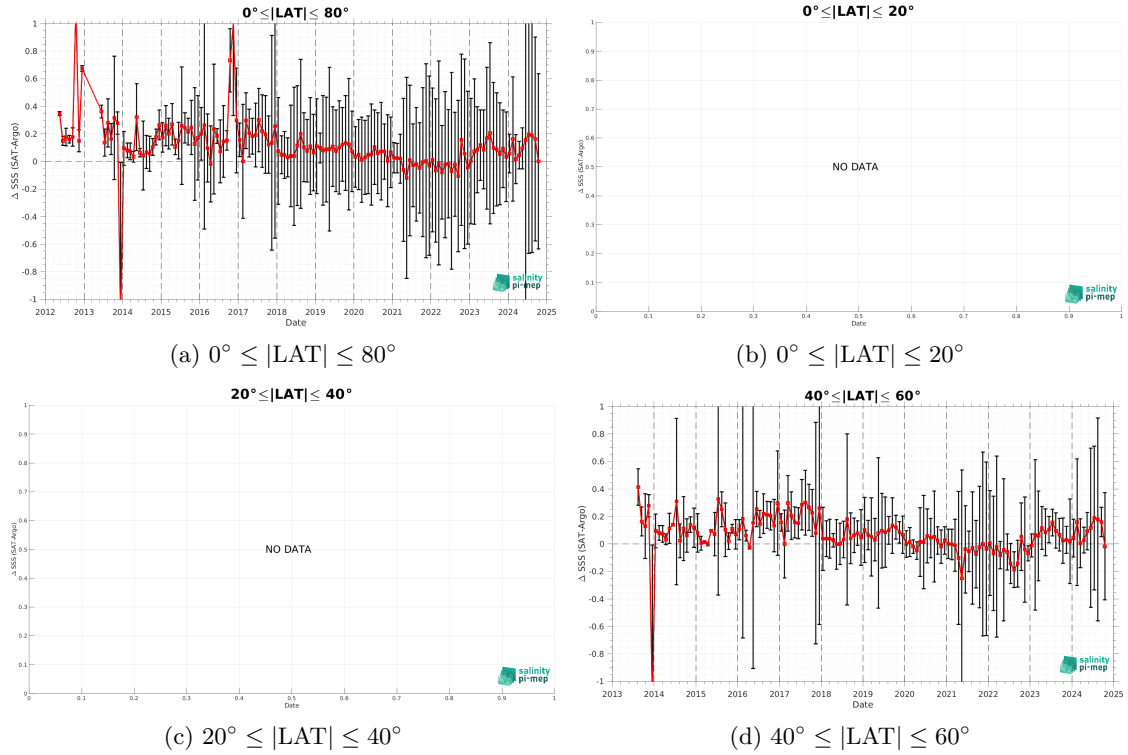 0°≤|LAT|≤ 80°
1
0.8
0.6
0.4
0.2
0
-0.2
-0.4
-0.6
-0.8
-1
Δ SSS (SAT-Argo)
2012 2013 2014 2015 2016 2017 2018 2019 2020 2021 2022 2023 2024 2025
Date
salinity
pi-mep
(a) 0° ≤ |LAT| ≤ 80°
0°≤|LAT|≤ 20°
1
0.9
0.8
0.7
0.6
0.5
0.4
0.3
0.2
0.1
0
Δ SSS (SAT-Argo)
NO DATA
0 0.1 0.2 0.3 0.4 0.5 0.6 0.7 0.8 0.9 1
Date
salinity
pi-mep
(b) 0° ≤ |LAT| ≤ 20°
20°≤|LAT|≤ 40°
1
0.9
0.8
0.7
0.6
0.5
0.4
0.3
0.2
0.1
0
Δ SSS (SAT-Argo)
NO DATA
0 0.1 0.2 0.3 0.4 0.5 0.6 0.7 0.8 0.9 1
Date
salinity
pi-mep
(c) 20° ≤ |LAT| ≤ 40°
40°≤|LAT|≤ 60°
1
0.8
0.6
0.4
0.2
0
-0.2
-0.4
-0.6
-0.8
-1
Δ SSS (SAT-Argo)
2013 2014 2015 2016 2017 2018 2019 2020 2021 2022 2023 2024 2025
Date
salinity
pi-mep
(d) 40° ≤ |LAT| ≤ 60°